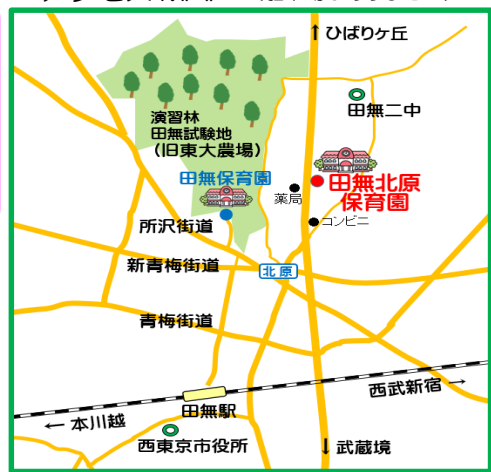 ↑ひばりヶ丘
田無二中
演習林
田無試験地
(旧東大農場)
田無保育園
田無北原
保育園
薬局
コンビニ
所沢街道
新青梅街道
北原
青梅街道
西武新宿 →
田無駅
← 本川越
西東京市役所
↓武蔵境